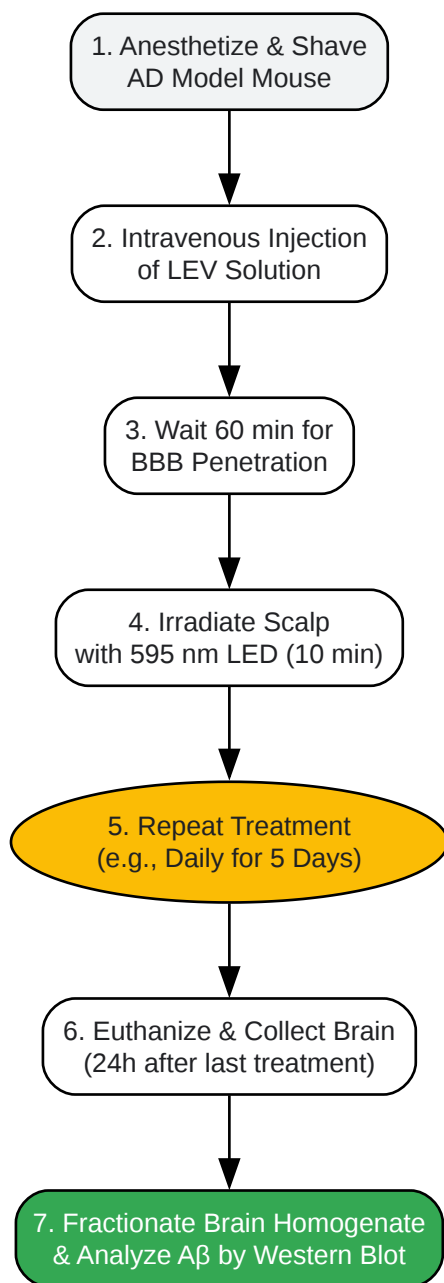 1. Anesthetize & Shave
AD Model Mouse
2. Intravenous Injection
of LEV Solution
3. Wait 60 min for
BBB Penetration
4. Irradiate Scalp
with 595 nm LED (10 min)
5. Repeat Treatment
(e.g., Daily for 5 Days)
6. Euthanize & Collect Brain
(24h after last treatment)
7. Fractionate Brain Homogenate
& Analyze Aβ by Western Blot